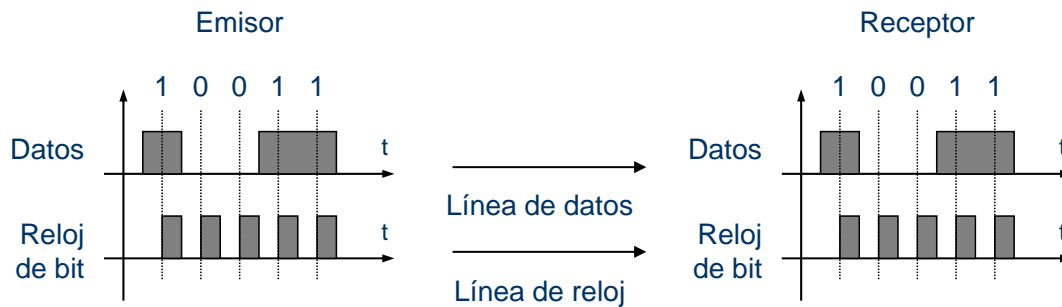 Emisor
Receptor
1 0 0 1 1
1 0 0 1 1
Datos
t
Datos
t
Línea de datos
Reloj
de bit
t
Reloj
de bit
t
Línea de reloj